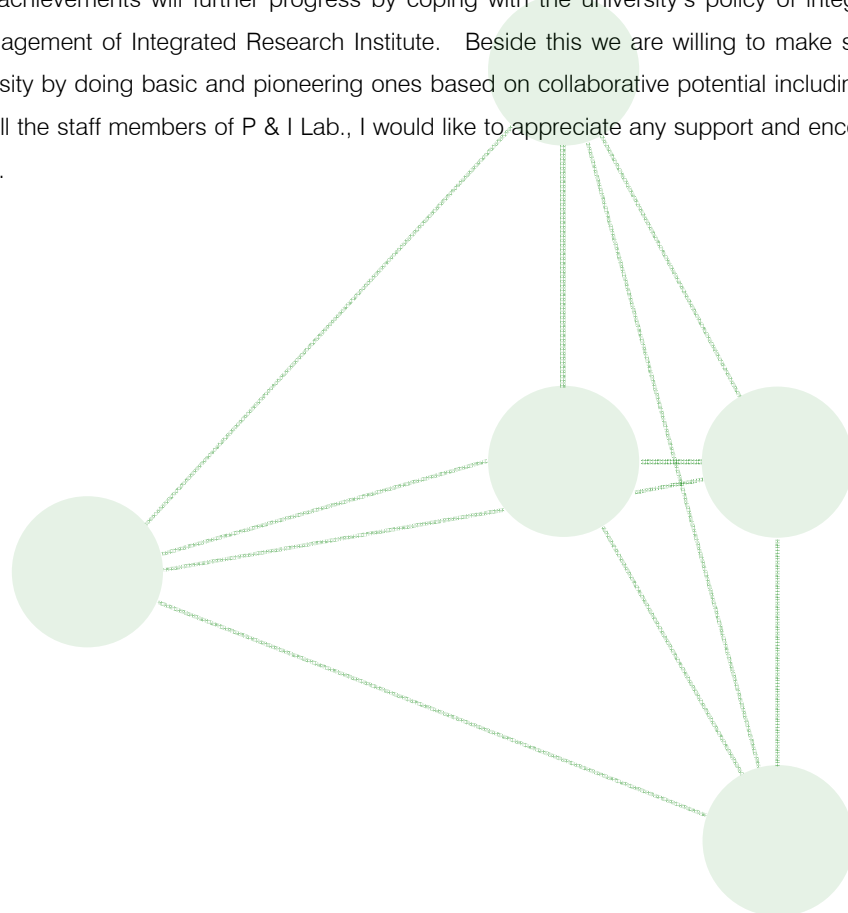 achievements will further progress by coping with the university's policy of integ
agement of Integrated Research Institute. Beside this we are willing to make s
sity by doing basic and pioneering ones based on collaborative potential includin
ll the staff members of P & I Lab., I would like to appreciate any support and enc
.